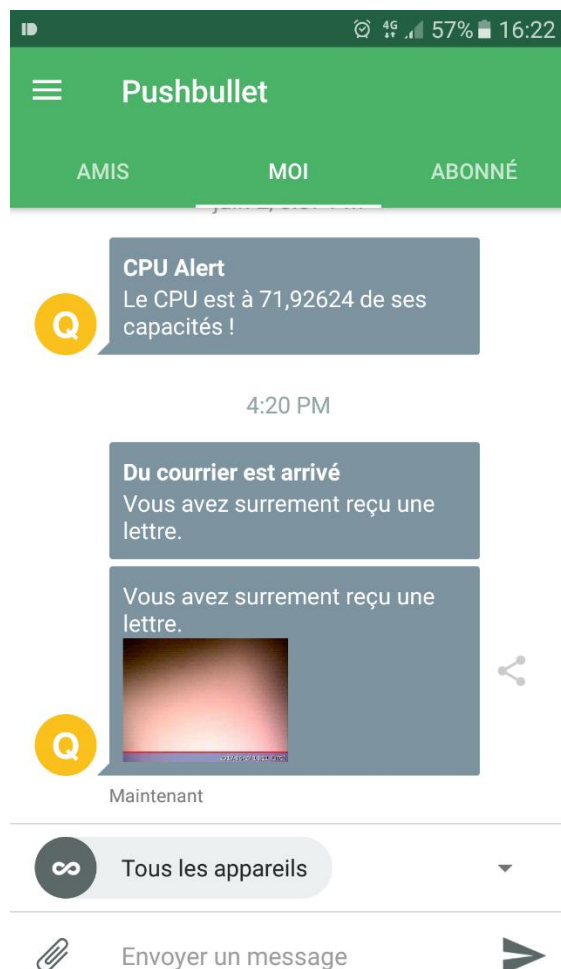 4G 57% 16:22
Pushbullet
AMIS MOI ABONNÉ
CPU Alert
Le CPU est à 71,92624 de ses
capacités !
Q
4:20 PM
Du courrier est arrivé
Vous avez surrement reçu une
lettre.
Vous avez surrement reçu une
lettre.
Q
Maintenant
Tous les appareils
Envoyer un message